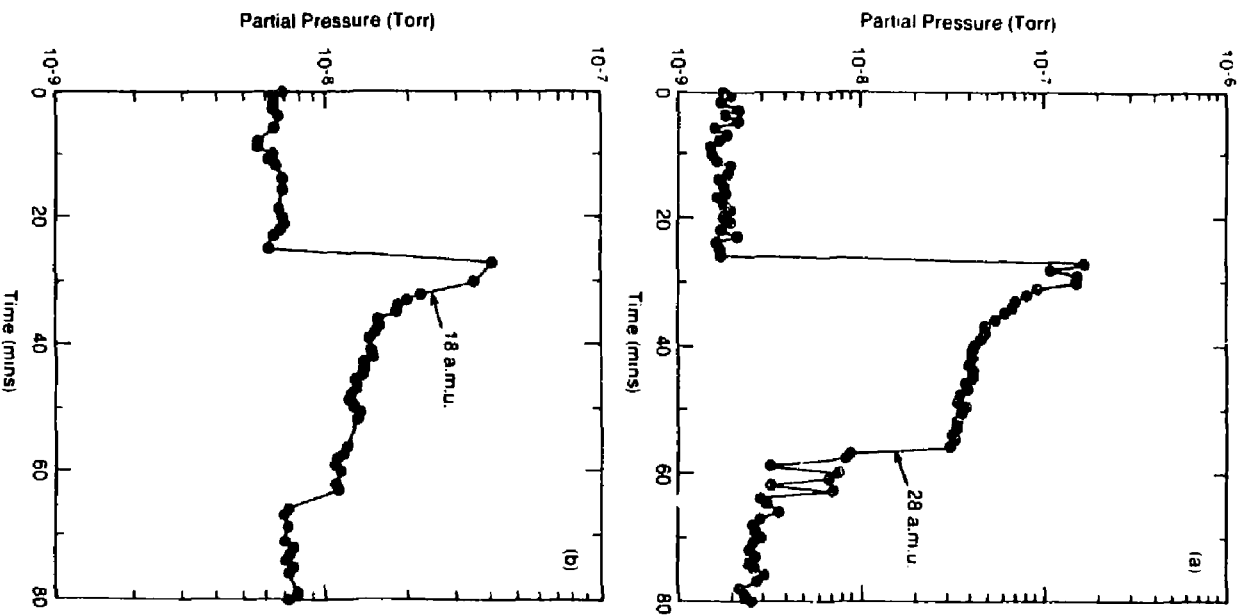 (a)
Partial Pressure (Torr)
10-6
10-7
10-8
10-9
28 a.m.u.
0
20
40
60
80
Time (mins)
(b)
Partial Pressure (Torr)
10-7
10-8
10-9
18 a.m.u.
0
20
40
60
80
Time (mins)